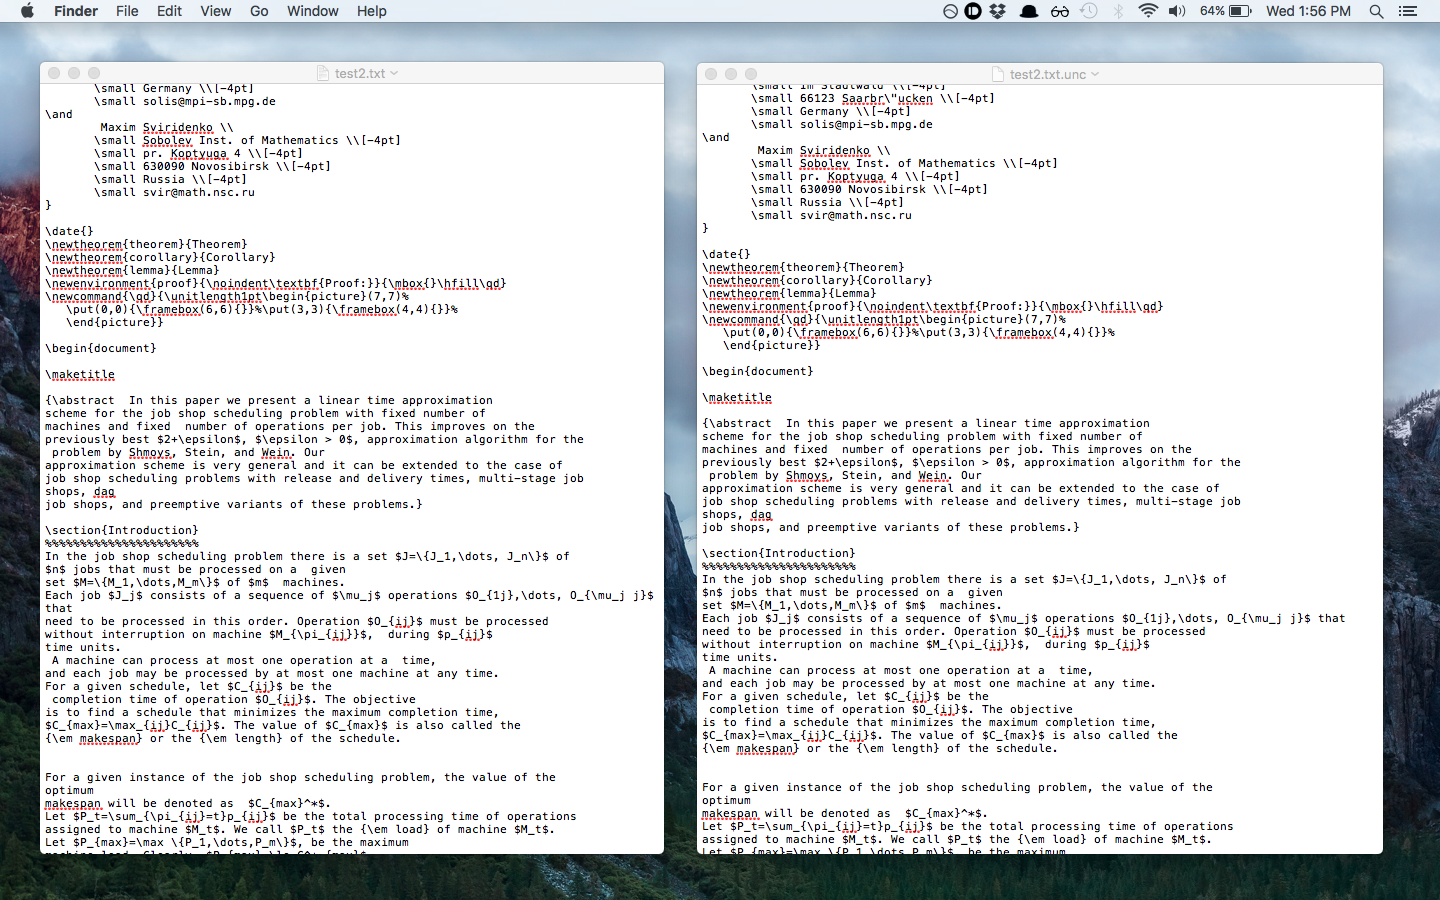 Finder File Edit View Go Window Help 64% Wed 1:56 PM
test2.txt
\small Germany \\[-4pt]
\small solis@mpi-sb.mpg.de
\and
Maxim Sviridenko \\
\small Sobolev Inst. of Mathematics \\[-4pt]
\small pr. Koptyuga 4 \\[-4pt]
\small 630090 Novosibirsk \\[-4pt]
\small Russia \\[-4pt]
\small svir@math.nsc.ru
}
\date{}
\newtheorem{theorem}{Theorem}
\newtheorem{corollary}{Corollary}
\newtheorem{lemma}{Lemma}
\newenvironment{proof}{\noindent\textbf{Proof:}}{\mbox{}\hfill\qd}
\newcommand{\qd}{\unitlength1pt\begin{picture}(7,7)%
\put(0,0){\framebox(6,6){}}%\put(3,3){\framebox(4,4){}}%
\end{picture}}
\begin{document}
\maketitle
{\abstract  In this paper we present a linear time approximation
scheme for the job shop scheduling problem with fixed number of
machines and fixed  number of operations per job. This improves on the
previously best $2+\epsilon$, $\epsilon > 0$, approximation algorithm for the
problem by Shmoys, Stein, and Wein. Our
approximation scheme is very general and it can be extended to the case of
job shop scheduling problems with release and delivery times, multi-stage job
shops, dag
job shops, and preemptive variants of these problems.}
\section{Introduction}
%%%%%%%%%%%%%%%%%%%%%%
In the job shop scheduling problem there is a set $J=\{J_1,\dots, J_n\}$ of
$n$ jobs that must be processed on a  given
set $M=\{M_1,\dots,M_m\}$ of $m$  machines.
Each job $J_j$ consists of a sequence of $\mu_j$ operations $O_{1j},\dots, O_{\mu_j j}$
that
need to be processed in this order. Operation $O_{ij}$ must be processed
without interruption on machine $M_{\pi_{ij}}$,  during $p_{ij}$
time units.
A machine can process at most one operation at a  time,
and each job may be processed by at most one machine at any time.
For a given schedule, let $C_{ij}$ be the
completion time of operation $O_{ij}$. The objective
is to find a schedule that minimizes the maximum completion time,
$C_{max}=\max_{ij}C_{ij}$. The value of $C_{max}$ is also called the
{\em makespan} or the {\em length} of the schedule.
For a given instance of the job shop scheduling problem, the value of the
optimum
makespan will be denoted as  $C_{max}^*$.
Let $P_t=\sum_{\pi_{ij}=t}p_{ij}$ be the total processing time of operations
assigned to machine $M_t$. We call $P_t$ the {\em load} of machine $M_t$.
Let $P_{max}=\max \{P_1,\dots,P_m\}$, be the maximum
test2.txt.unc
\small Im Stadtwald \\[-4pt]
\small 66123 Saarbr\"ucken \\[-4pt]
\small Germany \\[-4pt]
\small solis@mpi-sb.mpg.de
\and
Maxim Sviridenko \\
\small Sobolev Inst. of Mathematics \\[-4pt]
\small pr. Koptyuga 4 \\[-4pt]
\small 630090 Novosibirsk \\[-4pt]
\small Russia \\[-4pt]
\small svir@math.nsc.ru
}
\date{}
\newtheorem{theorem}{Theorem}
\newtheorem{corollary}{Corollary}
\newtheorem{lemma}{Lemma}
\newenvironment{proof}{\noindent\textbf{Proof:}}{\mbox{}\hfill\qd}
\newcommand{\qd}{\unitlength1pt\begin{picture}(7,7)%
\put(0,0){\framebox(6,6){}}%\put(3,3){\framebox(4,4){}}%
\end{picture}}
\begin{document}
\maketitle
{\abstract  In this paper we present a linear time approximation
scheme for the job shop scheduling problem with fixed number of
machines and fixed  number of operations per job. This improves on the
previously best $2+\epsilon$, $\epsilon > 0$, approximation algorithm for the
problem by Shmoys, Stein, and Wein. Our
approximation scheme is very general and it can be extended to the case of
job shop scheduling problems with release and delivery times, multi-stage job
shops, dag
job shops, and preemptive variants of these problems.}
\section{Introduction}
%%%%%%%%%%%%%%%%%%%%%%
In the job shop scheduling problem there is a set $J=\{J_1,\dots, J_n\}$ of
$n$ jobs that must be processed on a  given
set $M=\{M_1,\dots,M_m\}$ of $m$  machines.
Each job $J_j$ consists of a sequence of $\mu_j$ operations $O_{1j},\dots, O_{\mu_j j}$ that
need to be processed in this order. Operation $O_{ij}$ must be processed
without interruption on machine $M_{\pi_{ij}}$,  during $p_{ij}$
time units.
A machine can process at most one operation at a  time,
and each job may be processed by at most one machine at any time.
For a given schedule, let $C_{ij}$ be the
completion time of operation $O_{ij}$. The objective
is to find a schedule that minimizes the maximum completion time,
$C_{max}=\max_{ij}C_{ij}$. The value of $C_{max}$ is also called the
{\em makespan} or the {\em length} of the schedule.
For a given instance of the job shop scheduling problem, the value of the
optimum
makespan will be denoted as  $C_{max}^*$.
Let $P_t=\sum_{\pi_{ij}=t}p_{ij}$ be the total processing time of operations
assigned to machine $M_t$. We call $P_t$ the {\em load} of machine $M_t$.
Let $P_{max}=\max \{P_1,\dots,P_m\}$, be the maximum